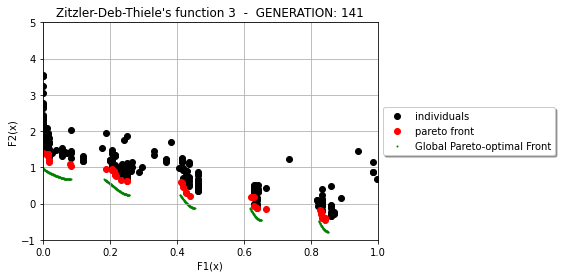 Zitzler-Deb-Thiele's function 3 - GENERATION: 141
5
4
3
2
1
0
−1
F2(x)
0.0 0.2 0.4 0.6 0.8 1.0
F1(x)
individuals
pareto front
Global Pareto-optimal Front